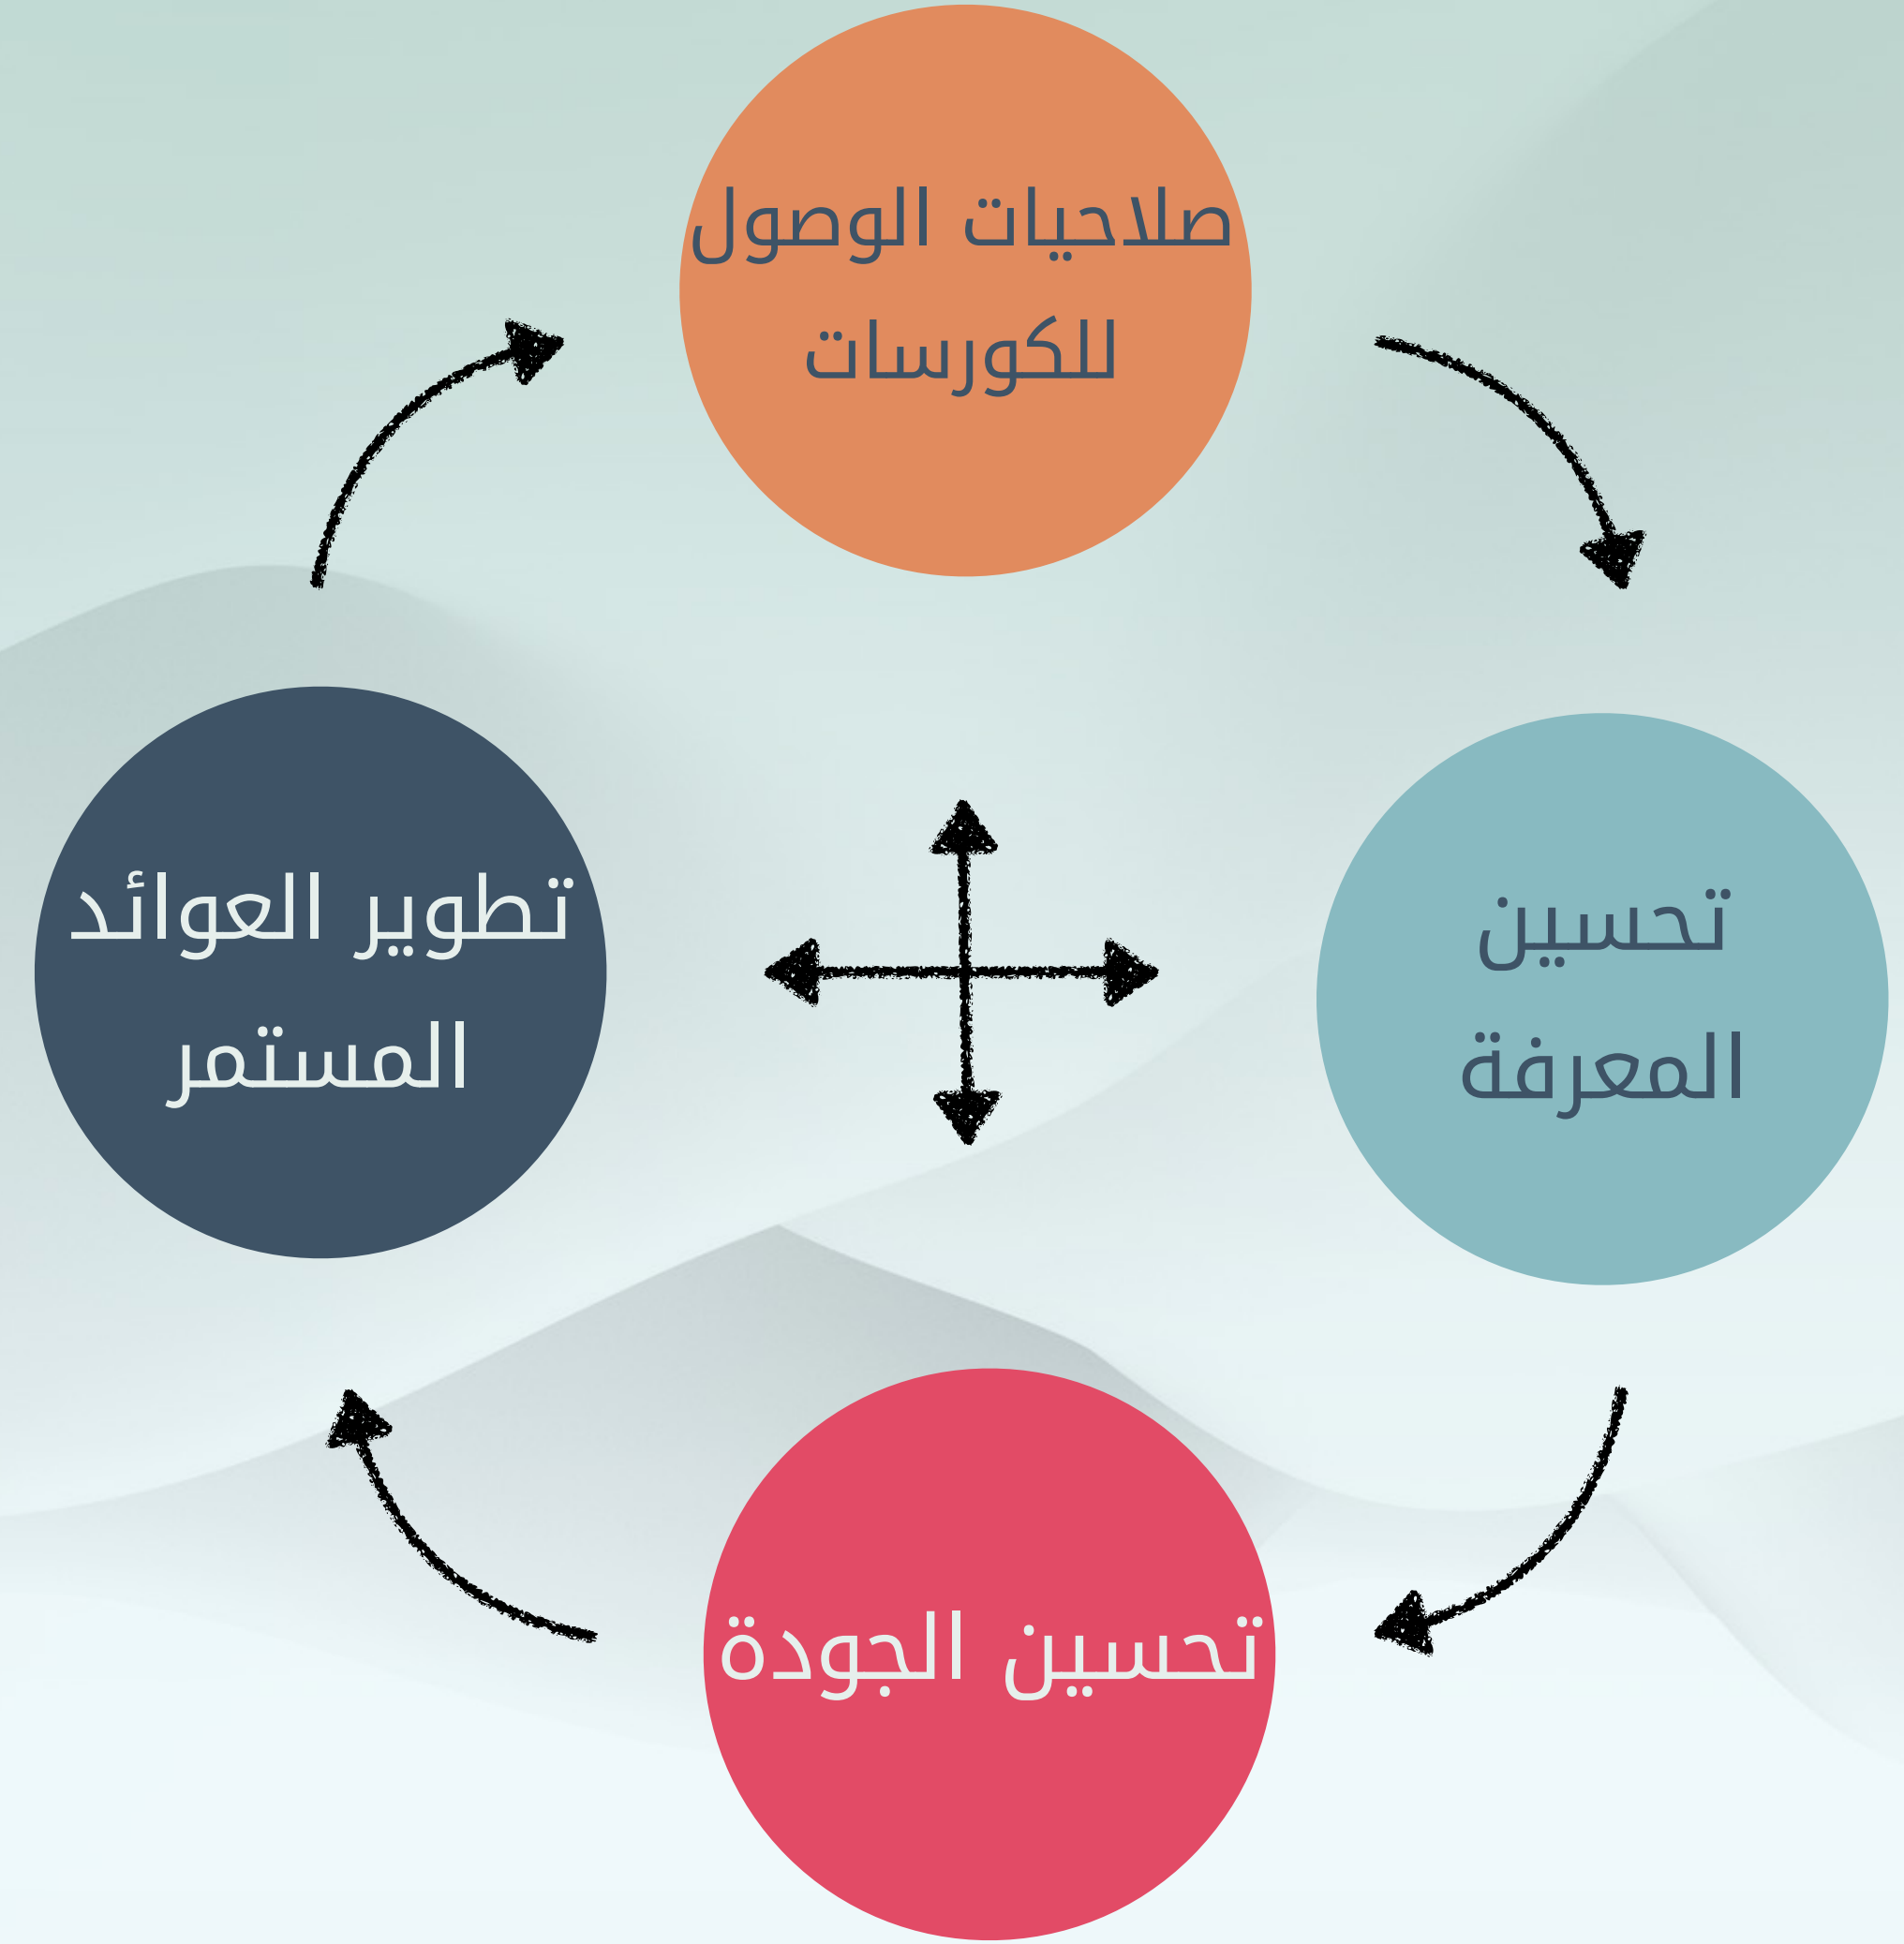 صلاحيات الوصول
للكورسات
تحسين
المعرفة
تطوير العوائد
المستمر
تحسين الجودة